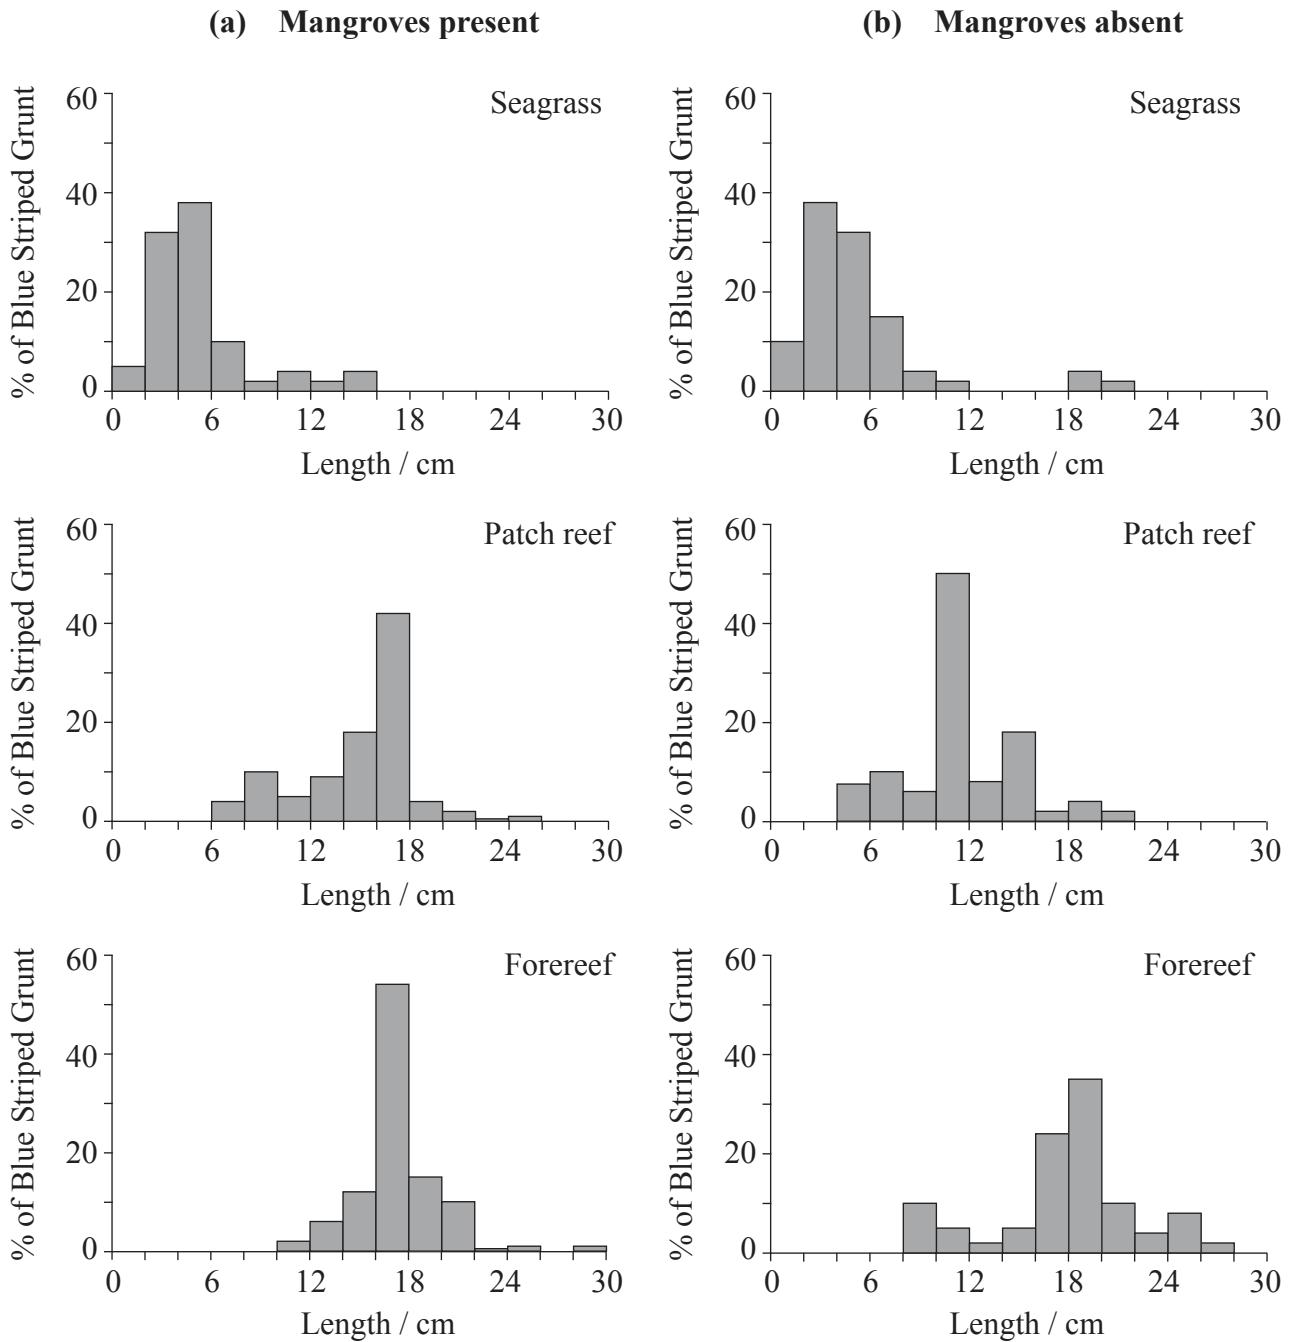 (a) Mangroves present
(b) Mangroves absent
Seagrass
% of Blue Striped Grunt
60
40
20
0
0 6 12 18 24 30
Length / cm
Seagrass
% of Blue Striped Grunt
60
40
20
0
0 6 12 18 24 30
Length / cm
Patch reef
% of Blue Striped Grunt
60
40
20
0
0 6 12 18 24 30
Length / cm
Patch reef
% of Blue Striped Grunt
60
40
20
0
0 6 12 18 24 30
Length / cm
Forereef
% of Blue Striped Grunt
60
40
20
0
0 6 12 18 24 30
Length / cm
Forereef
% of Blue Striped Grunt
60
40
20
0
0 6 12 18 24 30
Length / cm